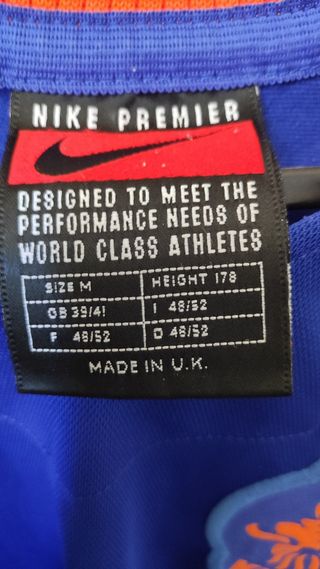 NIKE PREMIER
DESIGNED TO MEET THE
PERFORMANCE NEEDS OF
WORLD CLASS ATHLETES
SIZE M HEIGHT 178
GB 39/41 I 48/52
F 48/52 D 48/52
MADE IN U.K.